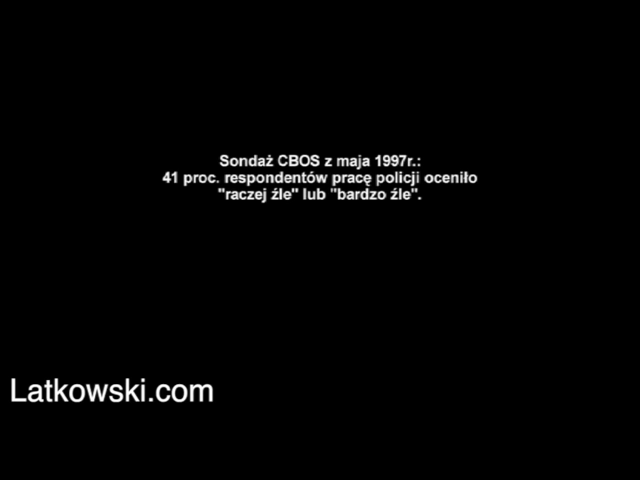 Sondaż CBOS z maja 1997r.:
41 proc. respondentów pracę policji oceniło
"raczej źle" lub "bardzo źle".
Latkowski.com